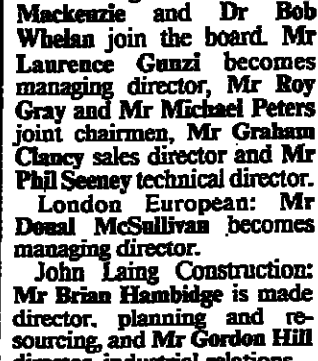 Mackenzie and Dr Bob
Whelan join the board. Mr
Laurence Gunzi becomes
managing director, Mr Roy
Gray and Mr Michael Peters
joint chairmen, Mr Graham
Clancy sales director and Mr
Phil Seeney technical director.
London European: Mr
Donal McSullivan becomes
managing director.
John Laing Construction:
Mr Brian Hambidge is made
director, planning and re-
sourcing, and Mr Gordon Hill
director, industrial relations